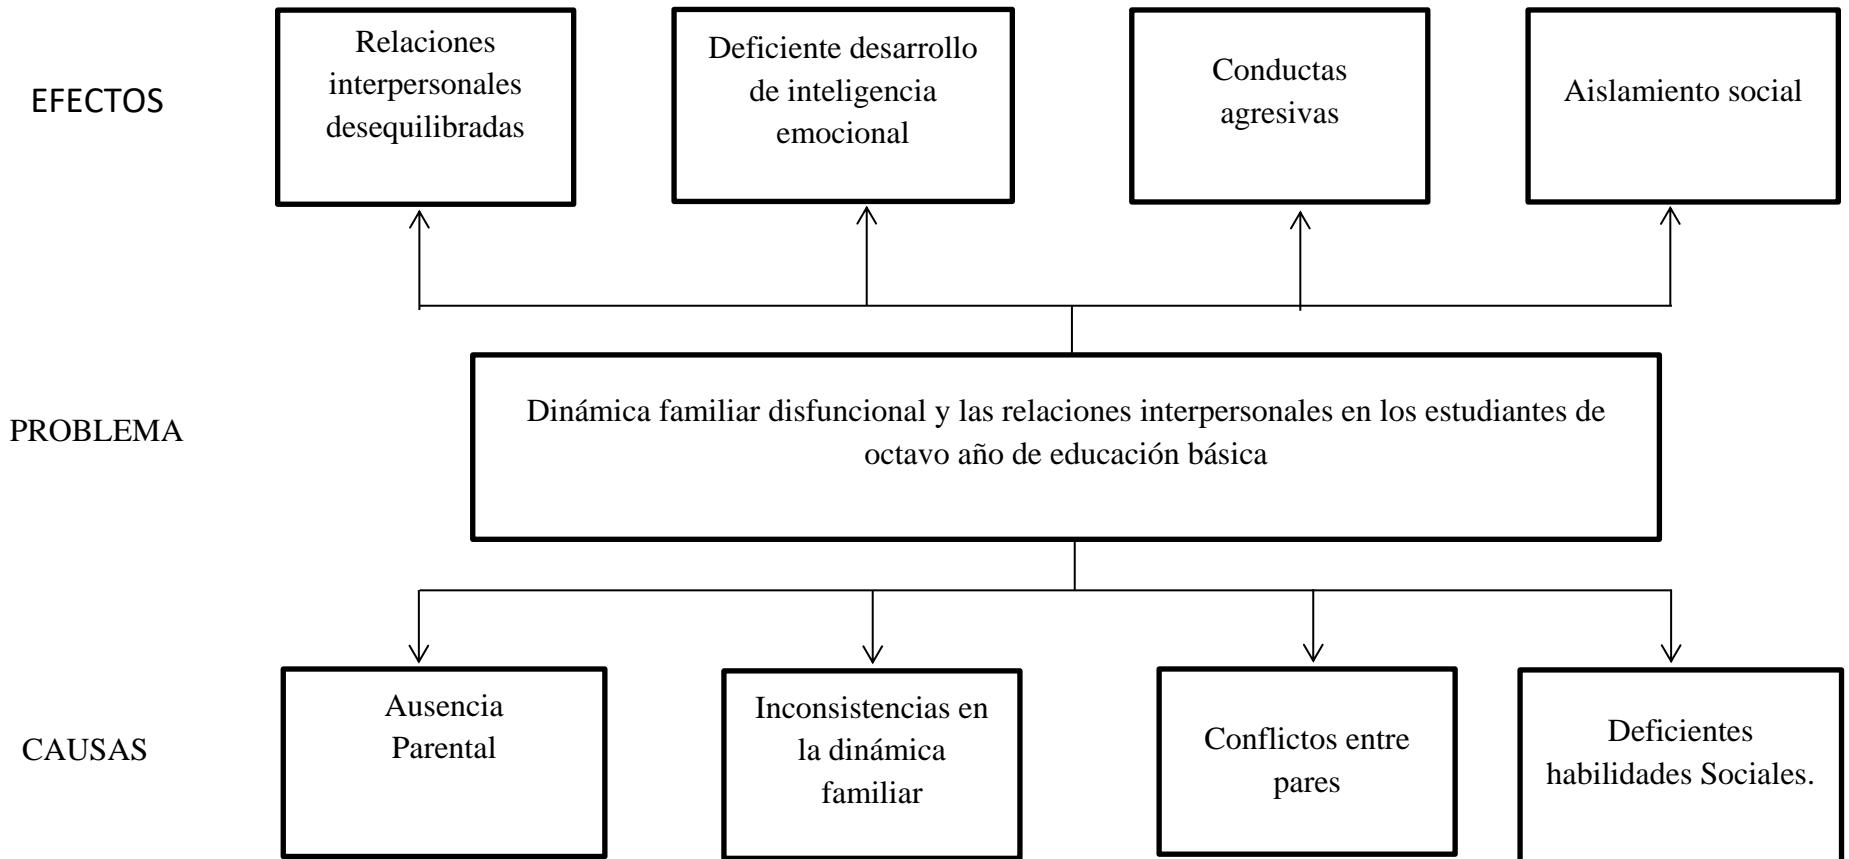 EFECTOS
Relaciones
interpersonales
desequilibradas
Deficiente desarrollo
de inteligencia
emocional
Conductas
agresivas
Aislamiento social
PROBLEMA
Dinámica familiar disfuncional y las relaciones interpersonales en los estudiantes de
octavo año de educación básica
CAUSAS
Ausencia
Parental
Inconsistencias en
la dinámica
familiar
Conflictos entre
pares
Deficientes
habilidades Sociales.